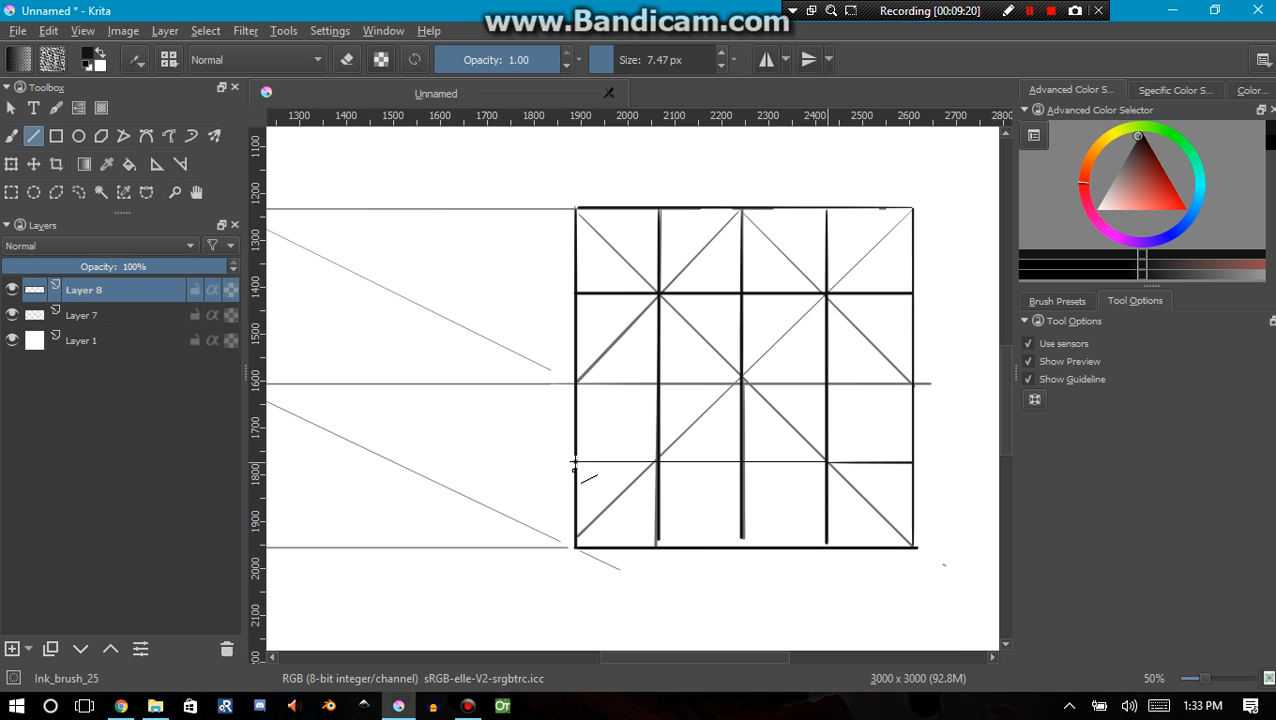 Unnamed * - Krita
www.Bandicam.com
Recording [00:09:20]
File Edit View Image Layer Select Filter Tools Settings Window Help
Normal
Opacity: 1.00
Size: 7.47 px
Toolbox
Unnamed
Advanced Color S...
Specific Color S...
Color...
Advanced Color Selector
1300 1400 1500 1600 1700 1800 1900 2000 2100 2200 2300 2400 2500 2600 2700 2800
1100
1200
1300
1400
1500
1600
1700
1800
1900
2000
2100
Layers
Normal
Opacity: 100%
Layer 8
Layer 7
Layer 1
Brush Presets
Tool Options
Tool Options
Use sensors
Show Preview
Show Guideline
Ink_brush_25
RGB (8-bit integer/channel) sRGB-elle-V2-srgbtrc.icc
3000 x 3000 (92.8M)
50%
1:33 PM